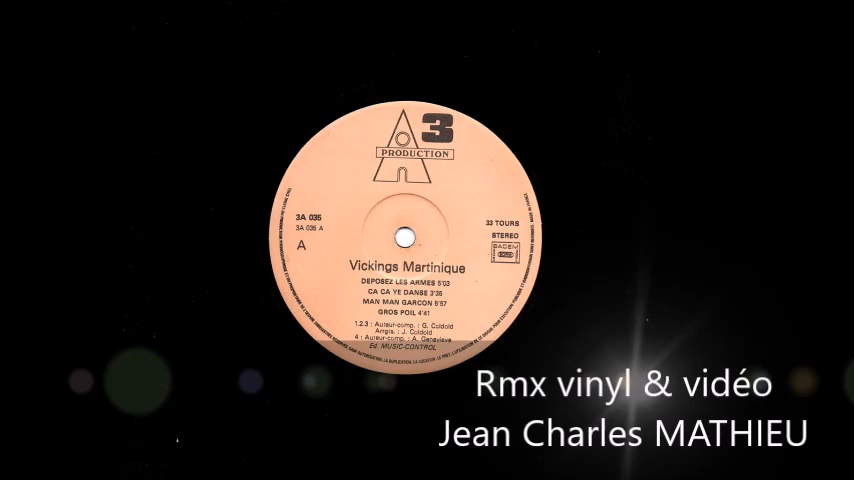 3
PRODUCTION
3A 035
3A 035 A
A
33 TOURS
STEREO
SACEM
Vickings Martinique
DEPOSEZ LES ARMES 5'03
CA CA YE DANSE 3'35
MAN MAN GARCON 5'57
GROS POIL 4'41
1.2.3 : Auteur-comp. : G. Coldold
Arrgts. : J. Coldold
4 : Auteur-comp. : A. Genevieve
Ed. MUSIC-CONTROL
Rmx vinyl & vidéo
Jean Charles MATHIEU